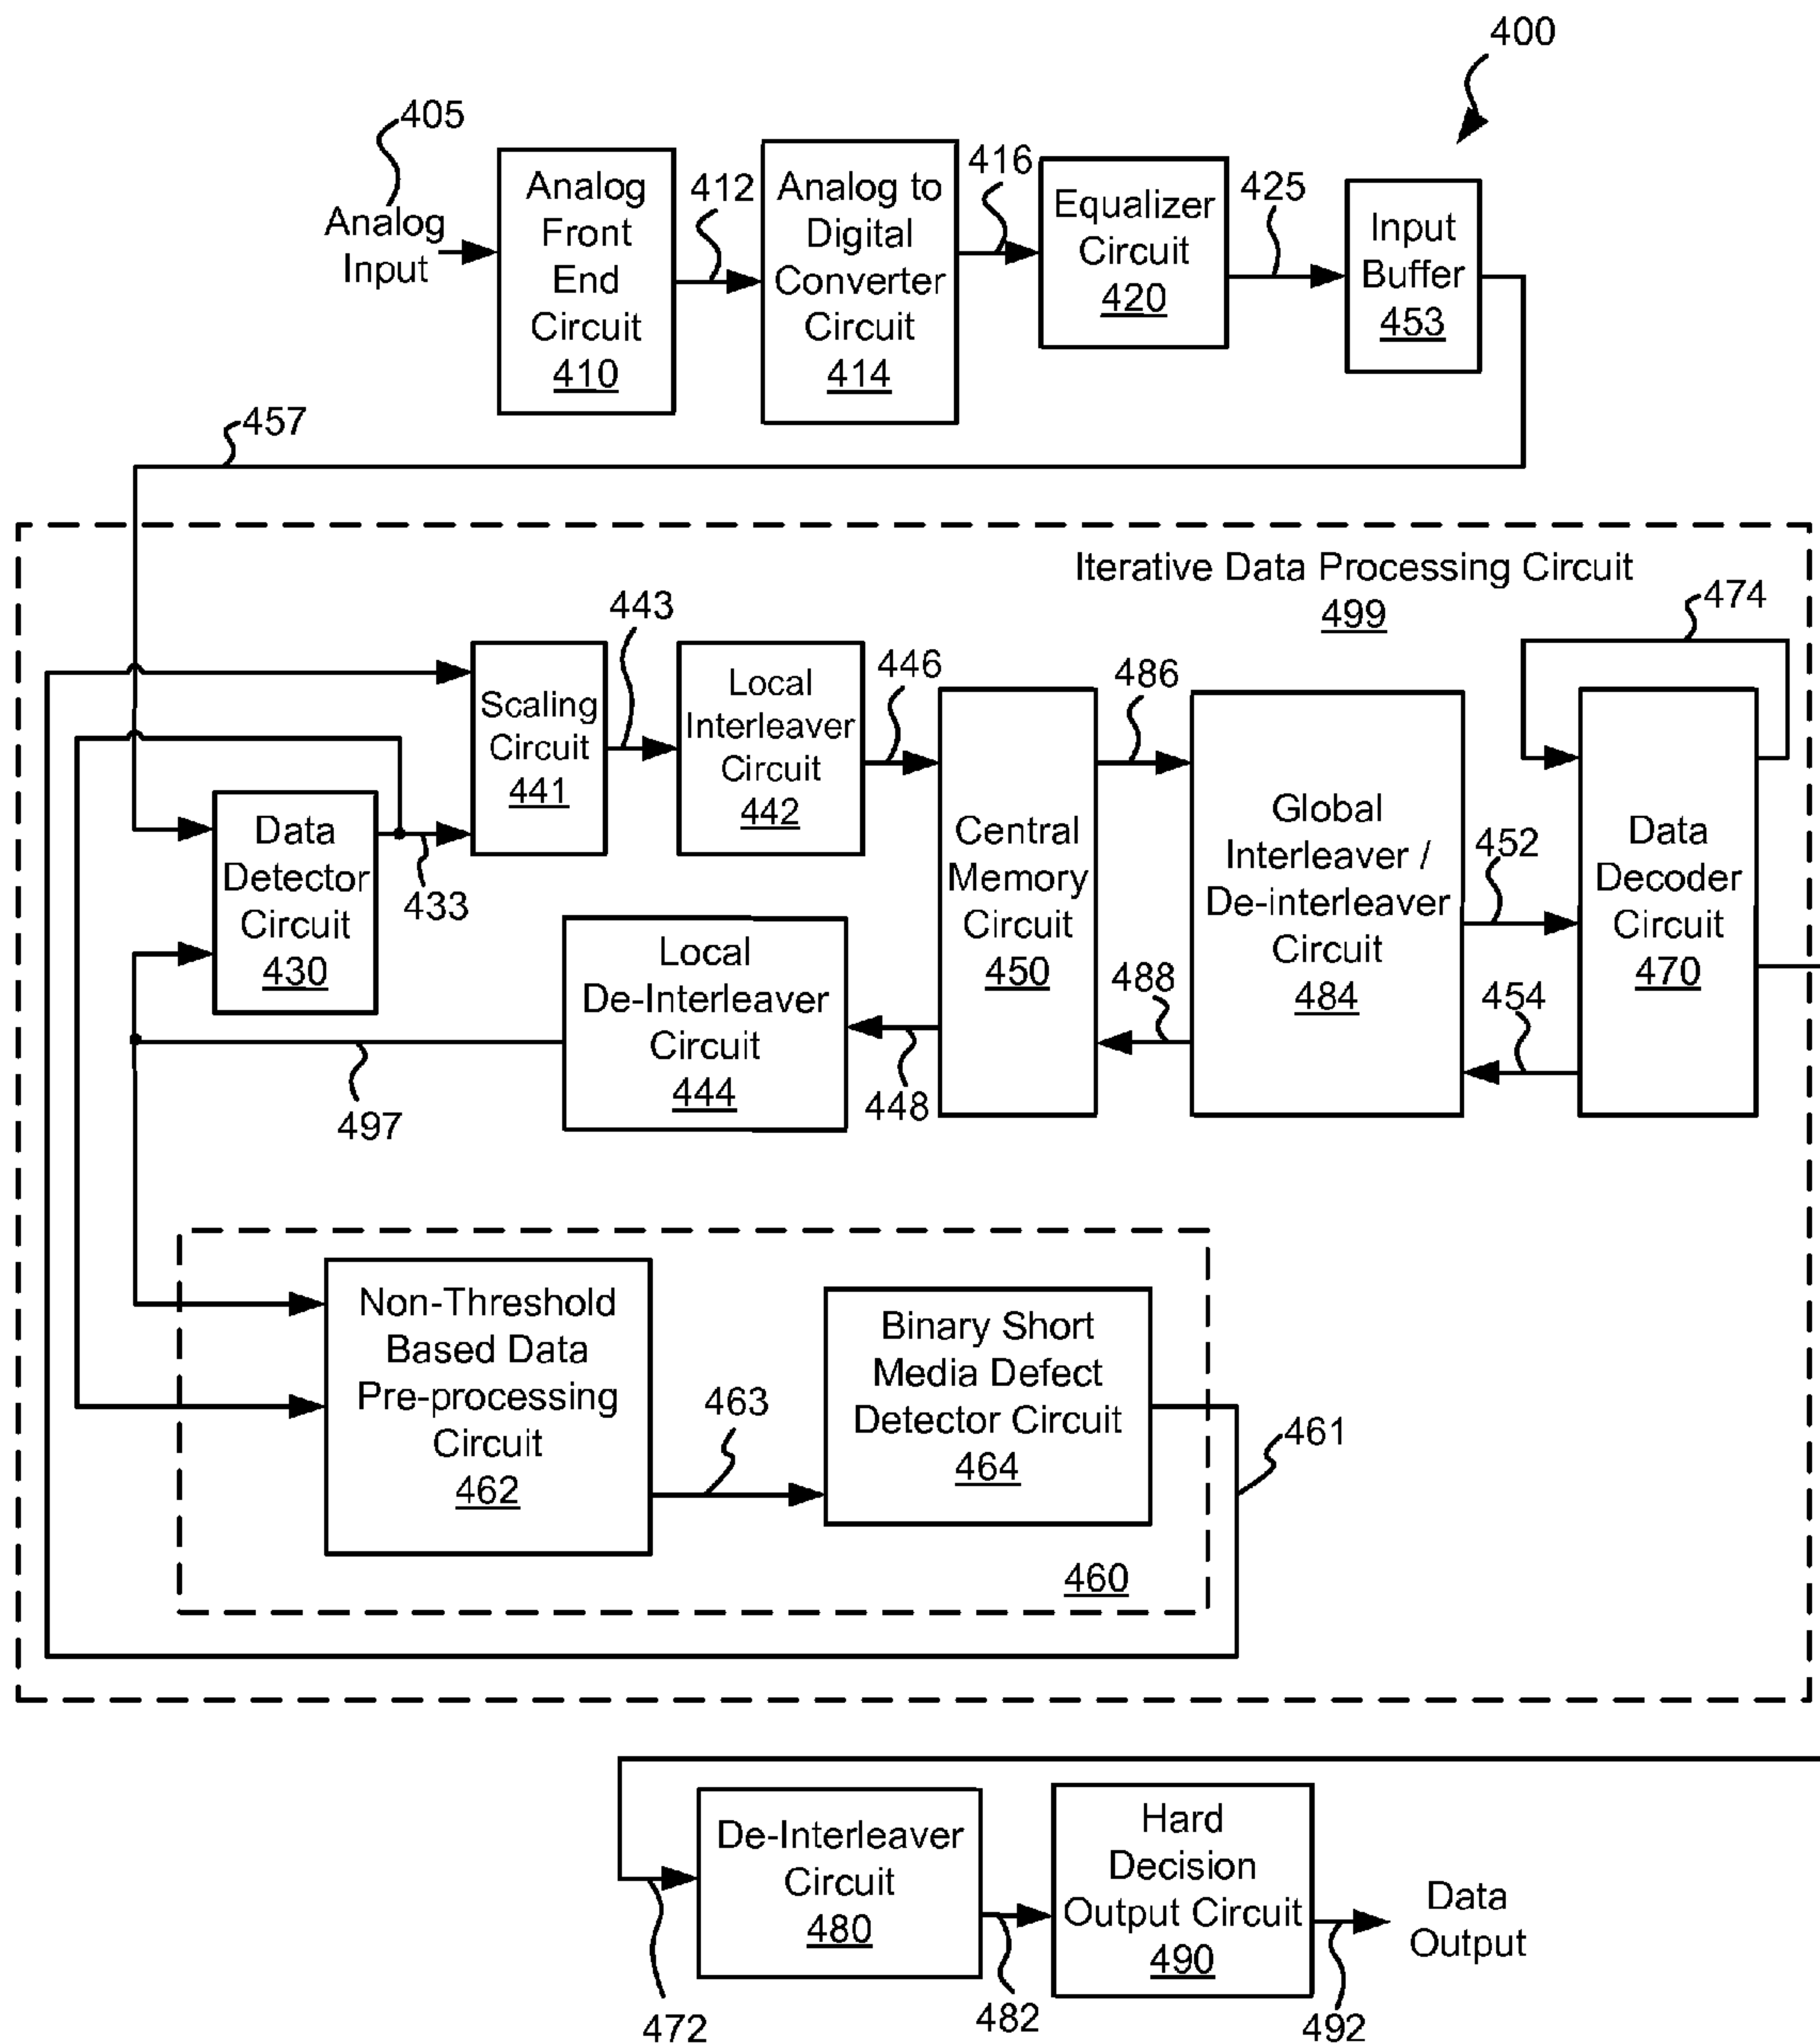 400
405
Analog
Input
Analog
Front
End
Circuit
410
412
Analog to
Digital
Converter
Circuit
414
416
Equalizer
Circuit
420
425
Input
Buffer
453
457
Iterative Data Processing Circuit
499
474
443
Scaling
Circuit
441
Local
Interleaver
Circuit
442
446
486
Data
Detector
Circuit
430
433
Central
Memory
Circuit
450
Global
Interleaver /
De-interleaver
Circuit
484
452
Data
Decoder
Circuit
470
Local
De-Interleaver
Circuit
444
448
488
454
497
Non-Threshold
Based Data
Pre-processing
Circuit
462
463
Binary Short
Media Defect
Detector Circuit
464
461
460
De-Interleaver
Circuit
480
Hard
Decision
Output Circuit
490
Data
Output
472
482
492